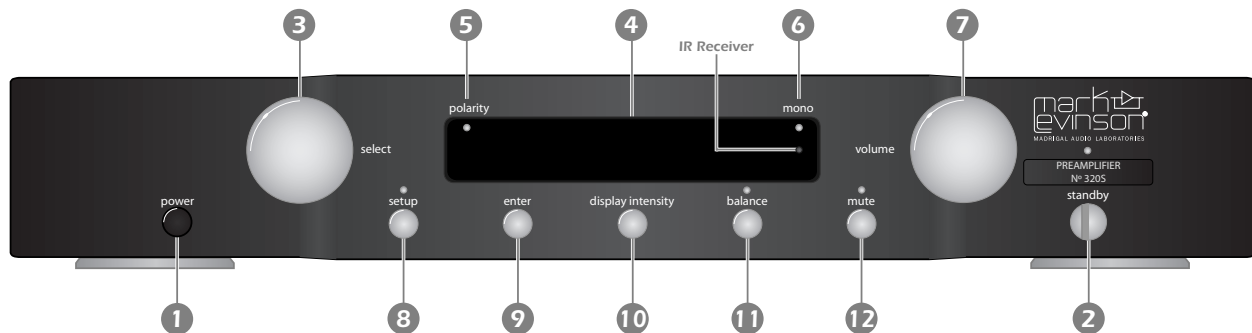 3
5
4
6
7
IR Receiver
polarity
mono
select
volume
mark
Levinson
MADRIGAL AUDIO LABORATORIES
PREAMPLIFIER
Nº 320S
power
setup
enter
display intensity
balance
mute
standby
1
8
9
10
11
12
2